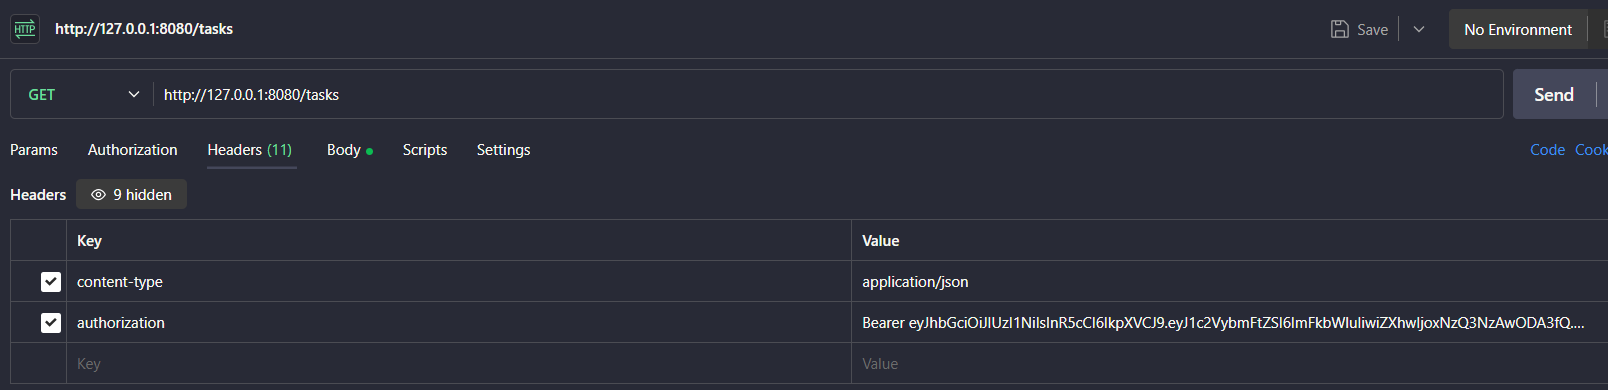 HTTP http://127.0.0.1:8080/tasks Save No Environment
GET http://127.0.0.1:8080/tasks Send
Params Authorization Headers (11) Body Scripts Settings Code Cook
Headers 9 hidden
Key Value
content-type application/json
authorization Bearer eyJhbGciOiJIUzI1NiIsInR5cCI6IkpXVCJ9.eyJ1c2VybmFtZSI6ImFkbWluIiwiZXhwIjoxNzQ3NzAwODA3fQ....
Key Value